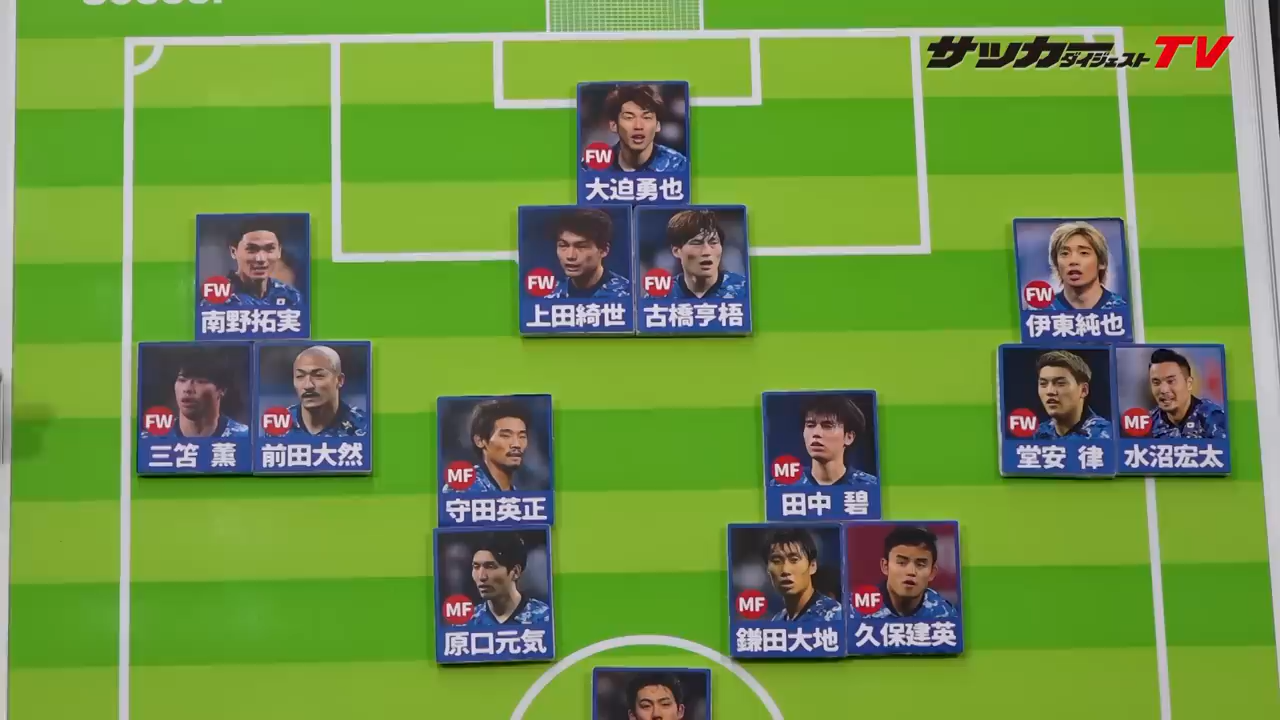 サッカーダイジェストTV
FW
大迫勇也
FW
南野拓実
FW
上田綺世
FW
古橋亨梧
FW
伊東純也
FW
三笘 薫
FW
前田大然
FW
堂安 律
MF
水沼宏太
MF
守田英正
MF
田中 碧
MF
原口元気
MF
鎌田大地
MF
久保建英